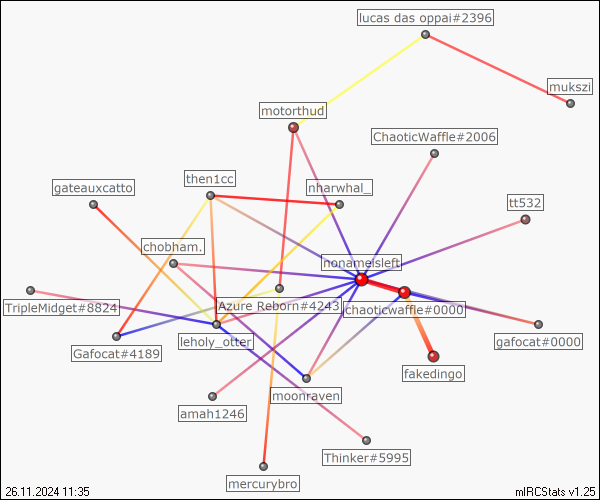 lucas das oppai#2396
mukszi
motorthud
ChaoticWaffle#2006
then1cc
nharwhal_
gateauxcatto
tt532
chobham.
nonameisleft
TripleMidget#8824
Azure Reborn#4243
chaoticwaffle#0000
Gafocat#4189
leholy_otter
gafocat#0000
fakedingo
moonraven
amah1246
Thinker#5995
mercurybro
26.11.2024 11:35
mIRCStats v1.25